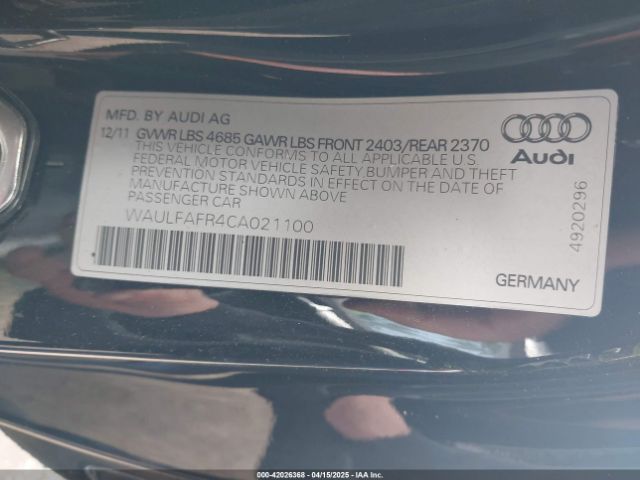 MFD. BY AUDI AG
12/11 GVWR LBS 4685 GAWR LBS FRONT 2403/REAR 2370
THIS VEHICLE CONFORMS TO ALL APPLICABLE U.S.
FEDERAL MOTOR VEHICLE SAFETY BUMPER AND THEFT
PREVENTION STANDARDS IN EFFECT ON THE DATE OF
MANUFACTURE SHOWN ABOVE
PASSENGER CAR
WAULFAFR4CA021100
Audi
4920296
GERMANY
000-42026368 - 04/15/2025 - IAA Inc.